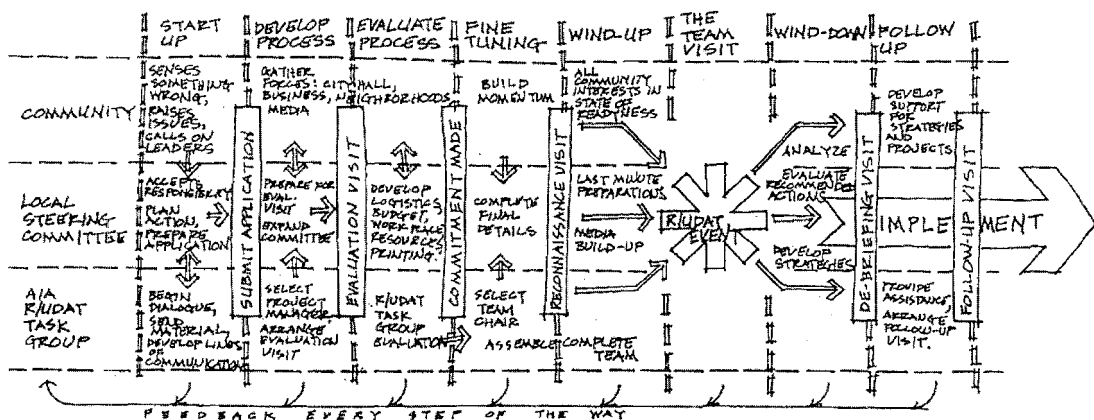 START UP
DEVELOP PROCESS
EVALUATE PROCESS
FINE TUNING
WIND-UP
THE TEAM VISIT
WIND-DOWN
FOLLOW UP
COMMUNITY
SENSES
SOMETHING
WRONG,
RAISES
ISSUES,
CALLS ON
LEADERS
GATHER
FORCES: CITY HALL,
BUSINESS, NEIGHBORHOODS,
MEDIA
BUILD
MOMENTUM
ALL
COMMUNITY
INTERESTS IN
STATE OF
READYNESS
DEVELOP
SUPPORT
FOR
STRATEGIES
AND
PROJECTS
LOCAL
STEERING
COMMITTEE
ACCEPTS
RESPONSIBILITY
PLAN
ACTION,
PREPARE
APPLICATION
SUBMIT APPLICATION
PREPARE FOR
EVAL.
VISIT
EXPAND
COMMITTEE
EVALUATION VISIT
DEVELOP
LOGISTICS,
BUDGET,
WORK PLACE
RESOURCES,
PRINTING.
COMMITMENT MADE
COMPLETE
FINAL
DETAILS
RECONNAISSANCE VISIT
LAST MINUTE
PREPARATIONS
MEDIA
BUILD-UP
R/UDAT
EVENT
ANALYZE
EVALUATE
RECOMMENDED
ACTIONS
DEVELOP
STRATEGIES
DE-BRIEFING VISIT
IMPLEMENT
FOLLOW-UP VISIT
AIA
R/UDAT
TASK
GROUP
BEGIN
DIALOGUE,
SEND
MATERIAL,
DEVELOP LINES
OF
COMMUNICATION
SELECT
PROJECT
MANAGER,
ARRANGE
EVALUATION
VISIT
R/UDAT
TASK
GROUP
EVALUATION
SELECT
TEAM
CHAIR
ASSEMBLE COMPLETE
TEAM
PROVIDE
ASSISTANCE,
ARRANGE
FOLLOW-UP
VISIT.
FEEDBACK EVERY STEP OF THE WAY